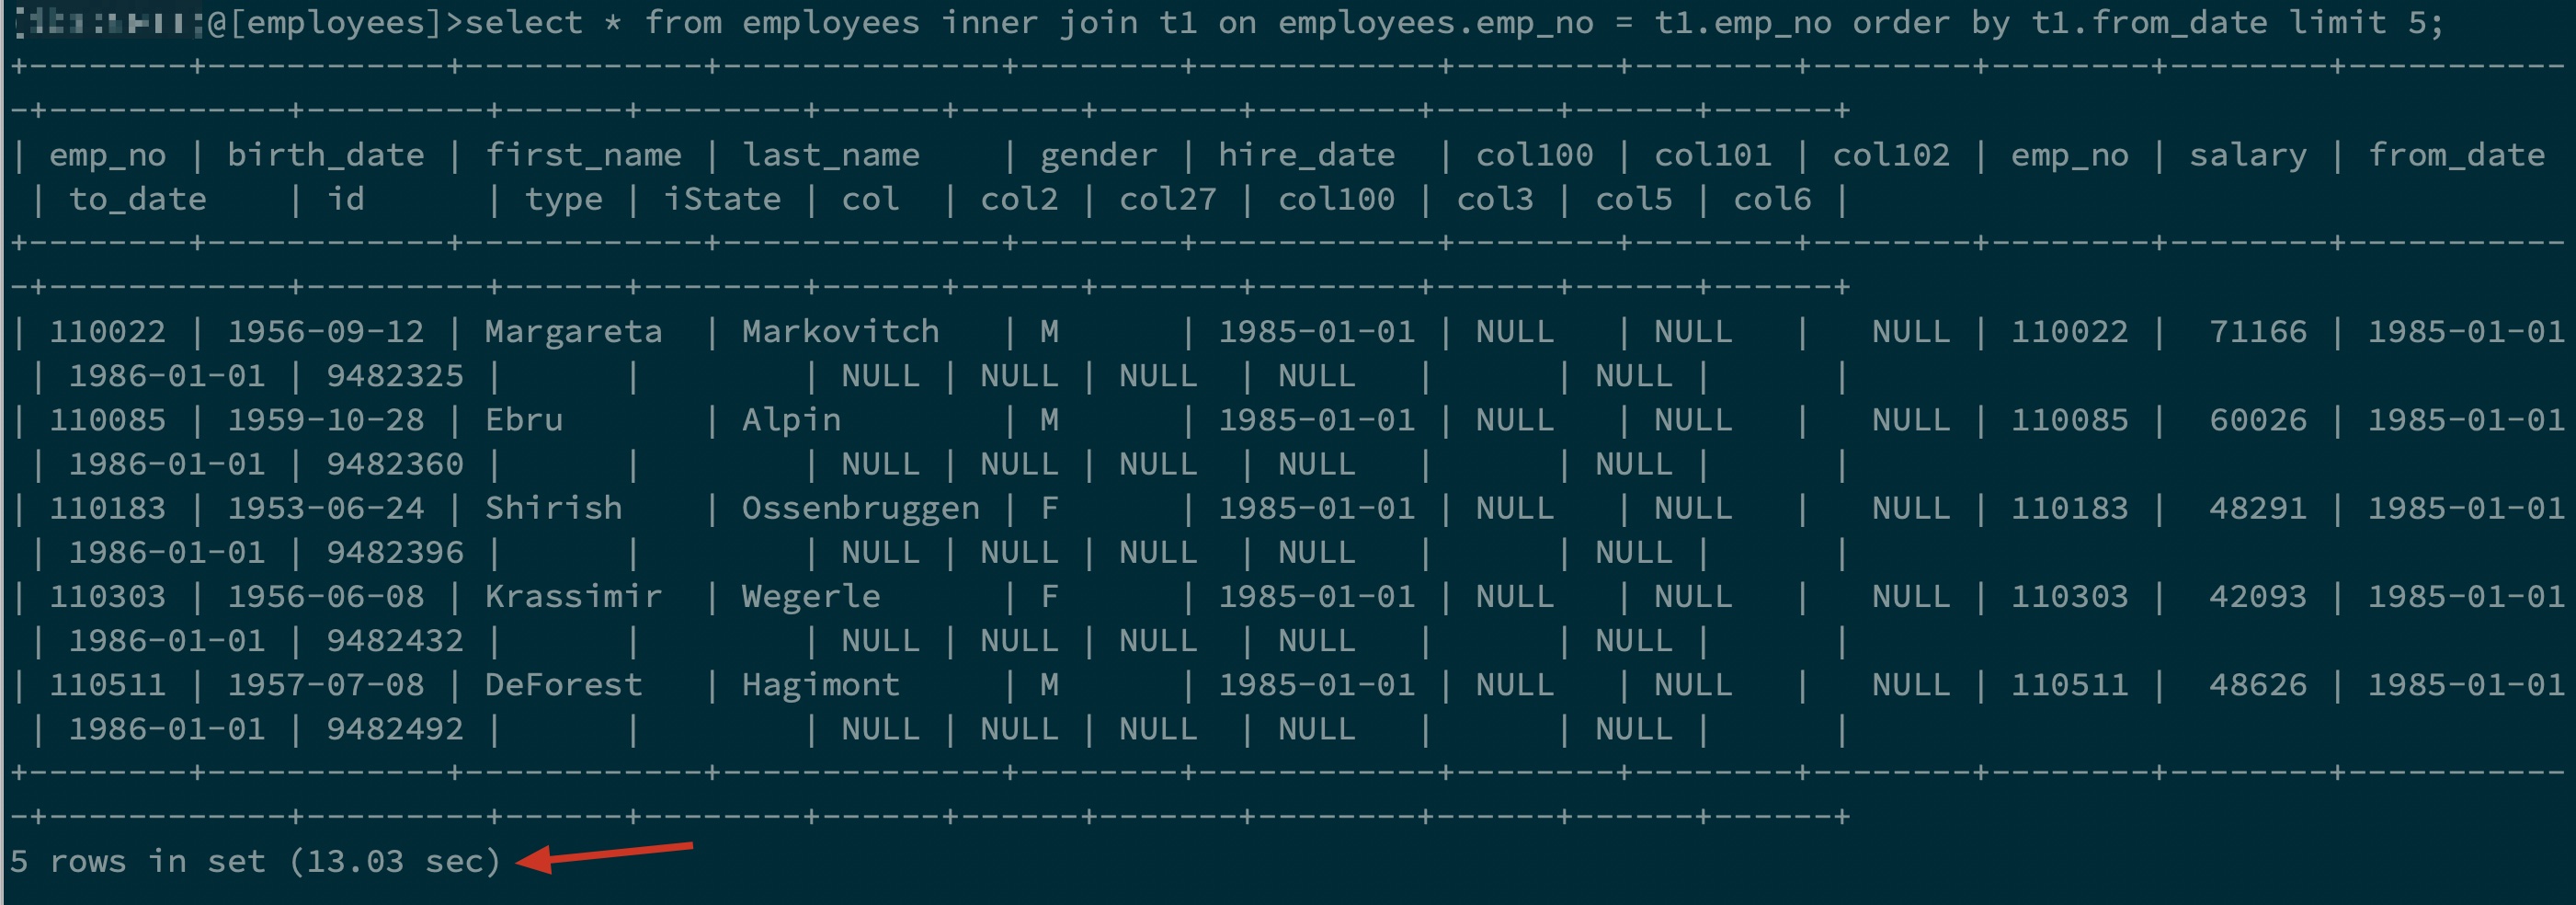 @[employees]>select * from employees inner join t1 on employees.emp_no = t1.emp_no order by t1.from_date limit 5;
+--------+------------+------------+--------------+--------+------------+--------+--------+--------+--------+--------+-----------
-+------------+---------+------+--------+------+------+-------+--------+------+------+------+
| emp_no | birth_date | first_name | last_name    | gender | hire_date  | col100 | col101 | col102 | emp_no | salary | from_date
 | to_date    | id      | type | iState | col  | col2 | col27 | col100 | col3 | col5 | col6 |
+--------+------------+------------+--------------+--------+------------+--------+--------+--------+--------+--------+-----------
-+------------+---------+------+--------+------+------+-------+--------+------+------+------+
| 110022 | 1956-09-12 | Margareta  | Markovitch   | M      | 1985-01-01 | NULL   | NULL   |   NULL | 110022 |  71166 | 1985-01-01
 | 1986-01-01 | 9482325 |      |        | NULL | NULL | NULL  | NULL   |      | NULL |      |
| 110085 | 1959-10-28 | Ebru       | Alpin        | M      | 1985-01-01 | NULL   | NULL   |   NULL | 110085 |  60026 | 1985-01-01
 | 1986-01-01 | 9482360 |      |        | NULL | NULL | NULL  | NULL   |      | NULL |      |
| 110183 | 1953-06-24 | Shirish    | Ossenbruggen | F      | 1985-01-01 | NULL   | NULL   |   NULL | 110183 |  48291 | 1985-01-01
 | 1986-01-01 | 9482396 |      |        | NULL | NULL | NULL  | NULL   |      | NULL |      |
| 110303 | 1956-06-08 | Krassimir  | Wegerle      | F      | 1985-01-01 | NULL   | NULL   |   NULL | 110303 |  42093 | 1985-01-01
 | 1986-01-01 | 9482432 |      |        | NULL | NULL | NULL  | NULL   |      | NULL |      |
| 110511 | 1957-07-08 | DeForest   | Hagimont     | M      | 1985-01-01 | NULL   | NULL   |   NULL | 110511 |  48626 | 1985-01-01
 | 1986-01-01 | 9482492 |      |        | NULL | NULL | NULL  | NULL   |      | NULL |      |
+--------+------------+------------+--------------+--------+------------+--------+--------+--------+--------+--------+-----------
-+------------+---------+------+--------+------+------+-------+--------+------+------+------+
5 rows in set (13.03 sec)